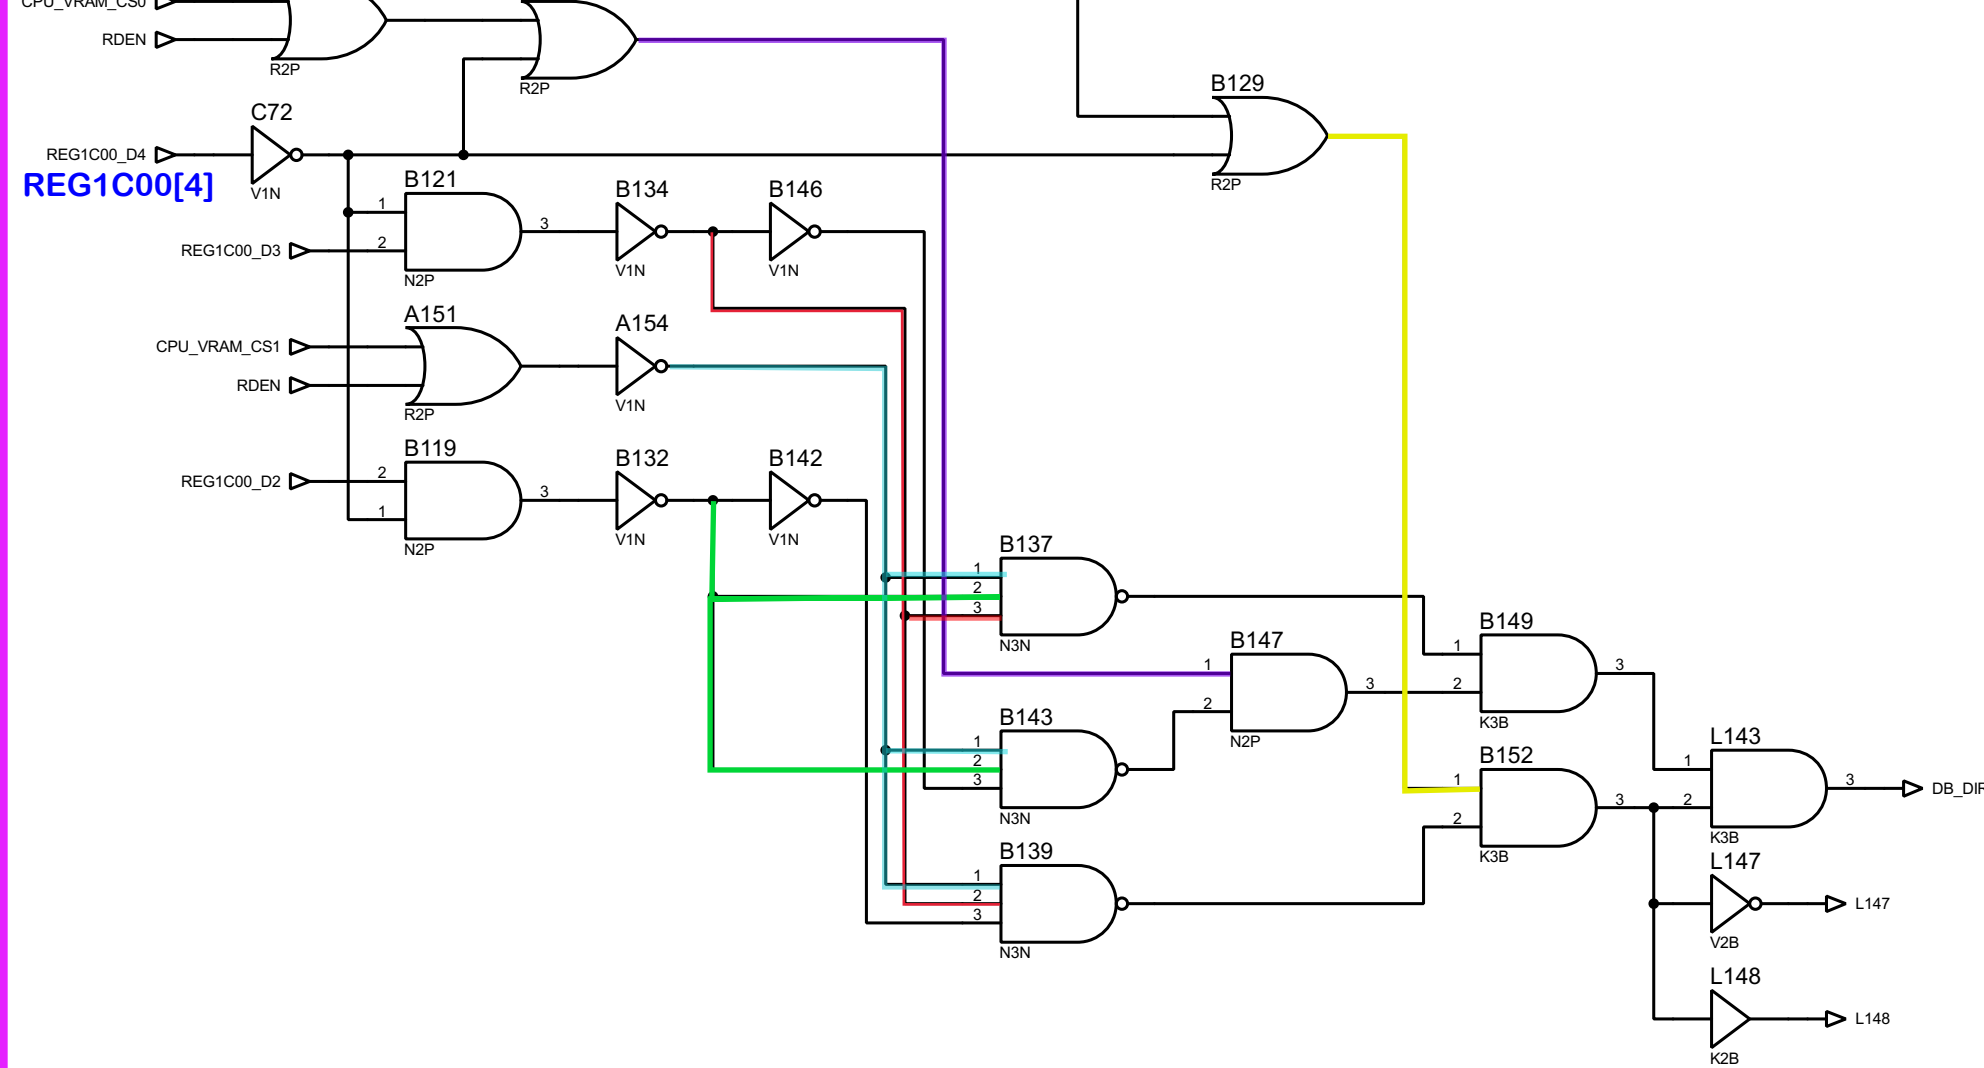 CPU_VRAM_CS0
RDEN
R2P
R2P
B129
R2P
C72
REG1C00_D4
REG1C00[4]
V1N
B121
1
REG1C00_D3
2
3
N2P
B134
V1N
B146
V1N
A151
CPU_VRAM_CS1
RDEN
R2P
A154
V1N
B119
REG1C00_D2
2
1
3
N2P
B132
V1N
B142
V1N
B137
1
2
3
N3N
B147
1
2
3
N2P
B143
1
2
3
N3N
B139
1
2
3
N3N
B149
1
2
3
K3B
B152
1
2
3
K3B
L143
1
2
3
DB_DIR
K3B
L147
L147
V2B
L148
L148
K2B